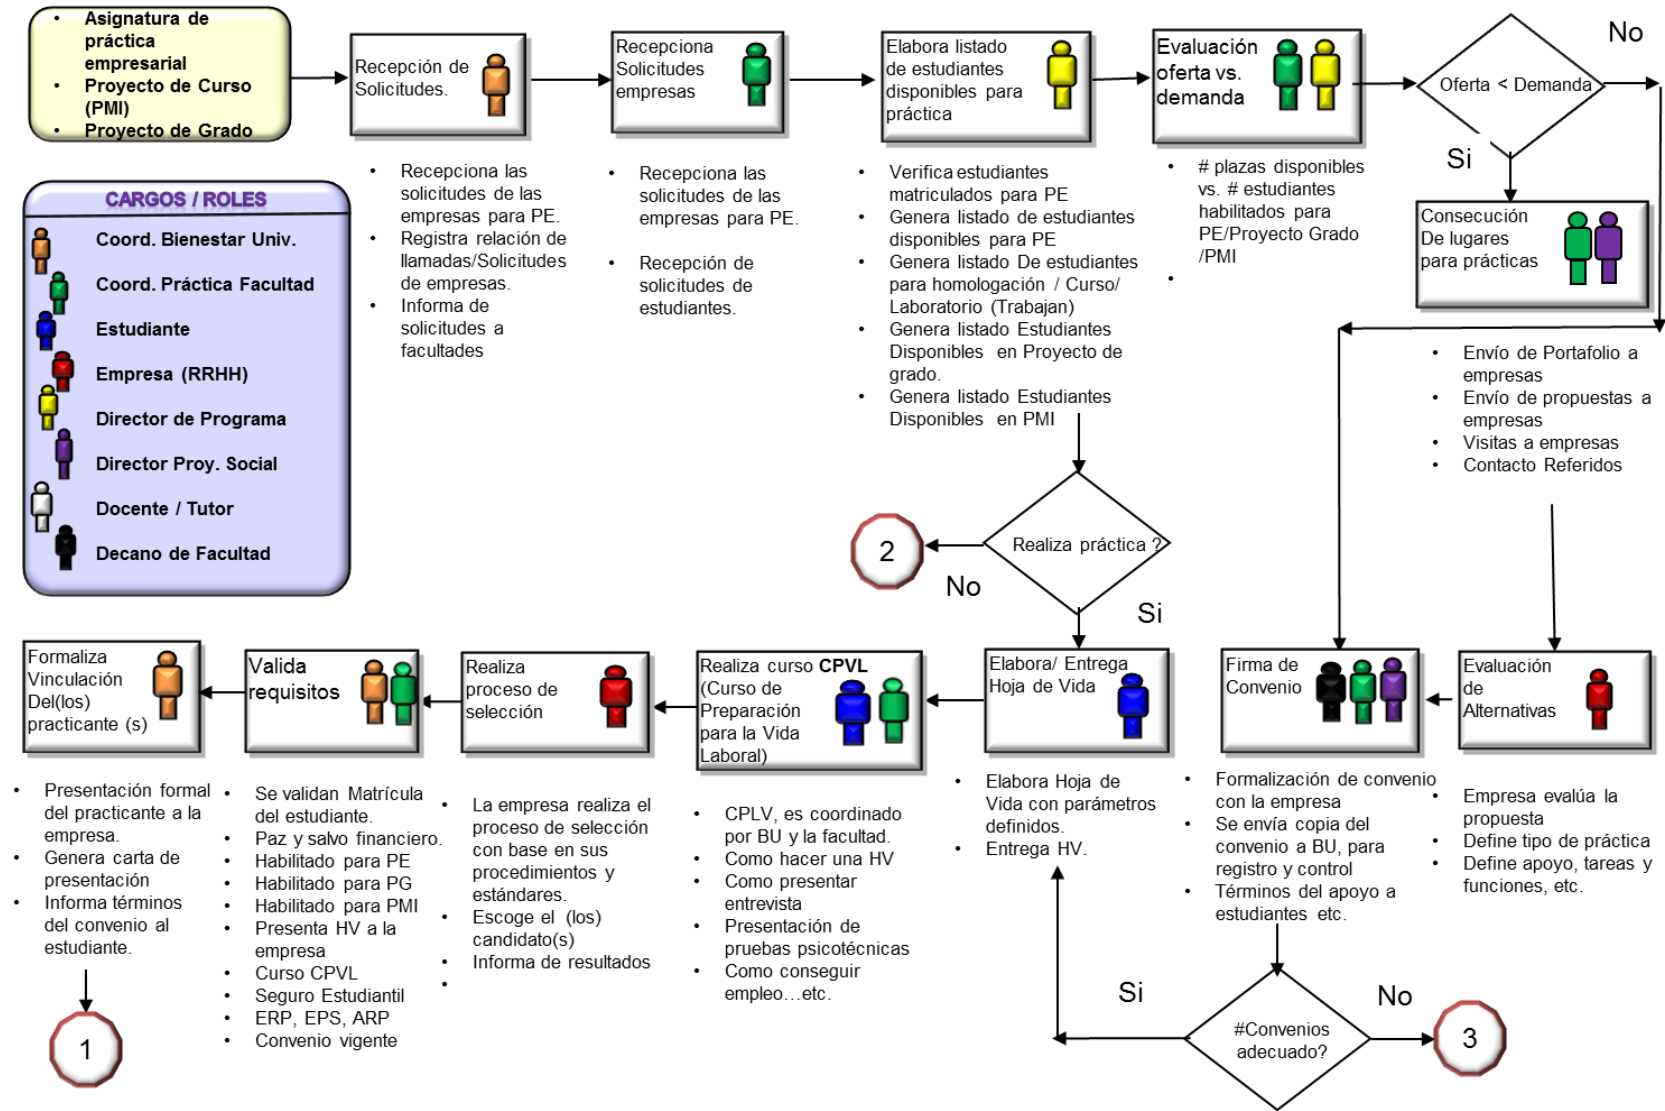 • Asignatura de
práctica
empresarial
• Proyecto de Curso
(PMI)
• Proyecto de Grado
Recepción de
Solicitudes.
Recepciona
Solicitudes
empresas
Elabora listado
de estudiantes
disponibles para
práctica
Evaluación
oferta vs.
demanda
Oferta < Demanda
No
Si
• Recepciona las
solicitudes de las
empresas para PE.
• Registra relación de
llamadas/Solicitudes
de empresas.
• Informa de
solicitudes a
facultades
• Recepciona las
solicitudes de las
empresas para PE.
• Recepción de
solicitudes de
estudiantes.
• Verifica estudiantes
matriculados para PE
• Genera listado de estudiantes
disponibles para PE
• Genera listado De estudiantes
para homologación / Curso/
Laboratorio (Trabajan)
• Genera listado Estudiantes
Disponibles en Proyecto de
grado.
• Genera listado Estudiantes
Disponibles en PMI
• # plazas disponibles
vs. # estudiantes
habilitados para
PE/Proyecto Grado
/PMI
•
Consecución
De lugares
para prácticas
• Envío de Portafolio a
empresas
• Envío de propuestas a
empresas
• Visitas a empresas
• Contacto Referidos
CARGOS / ROLES
Coord. Bienestar Univ.
Coord. Práctica Facultad
Estudiante
Empresa (RRHH)
Director de Programa
Director Proy. Social
Docente / Tutor
Decano de Facultad
Realiza práctica ?
2
No
Si
Formaliza
Vinculación
Del(los)
practicante (s)
Valida
requisitos
Realiza
proceso de
selección
Realiza curso CPVL
(Curso de
Preparación
para la Vida
Laboral)
Elabora/ Entrega
Hoja de Vida
Firma de
Convenio
Evaluación
de
Alternativas
• Presentación formal
del practicante a la
empresa.
• Genera carta de
presentación
• Informa términos
del convenio al
estudiante.
1
• Se validan Matrícula
del estudiante.
• Paz y salvo financiero.
• Habilitado para PE
• Habilitado para PG
• Habilitado para PMI
• Presenta HV a la
empresa
• Curso CPVL
• Seguro Estudiantil
• ERP, EPS, ARP
• Convenio vigente
• La empresa realiza el
proceso de selección
con base en sus
procedimientos y
estándares.
• Escoge el (los)
candidato(s)
• Informa de resultados
•
• CPLV, es coordinado
por BU y la facultad.
• Como hacer una HV
• Como presentar
entrevista
• Presentación de
pruebas psicotécnicas
• Como conseguir
empleo…etc.
• Elabora Hoja de
Vida con parámetros
definidos.
• Entrega HV.
• Formalización de convenio
con la empresa
• Se envía copia del
convenio a BU, para
registro y control
• Términos del apoyo a
estudiantes etc.
• Empresa evalúa la
propuesta
• Define tipo de práctica
• Define apoyo, tareas y
funciones, etc.
Si
#Convenios
adecuado?
No
3